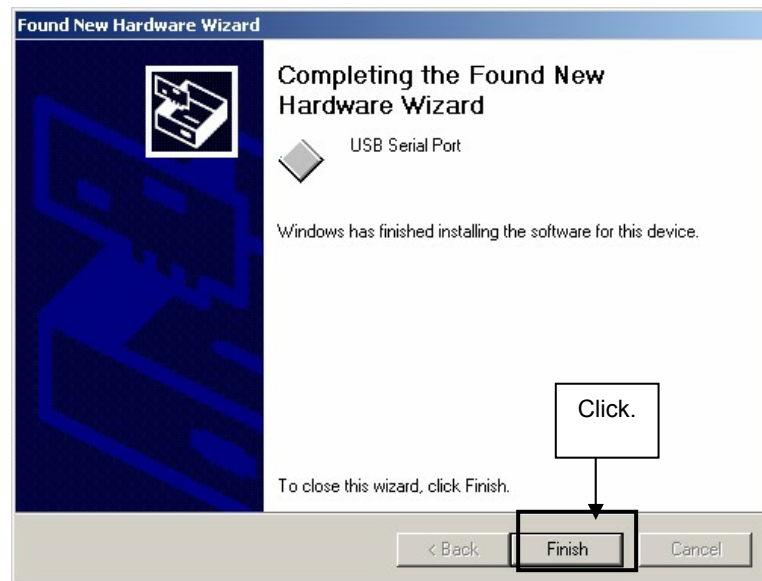 Found New Hardware Wizard
Completing the Found New
Hardware Wizard
USB Serial Port
Windows has finished installing the software for this device.
Click.
To close this wizard, click Finish.
< Back
Finish
Cancel